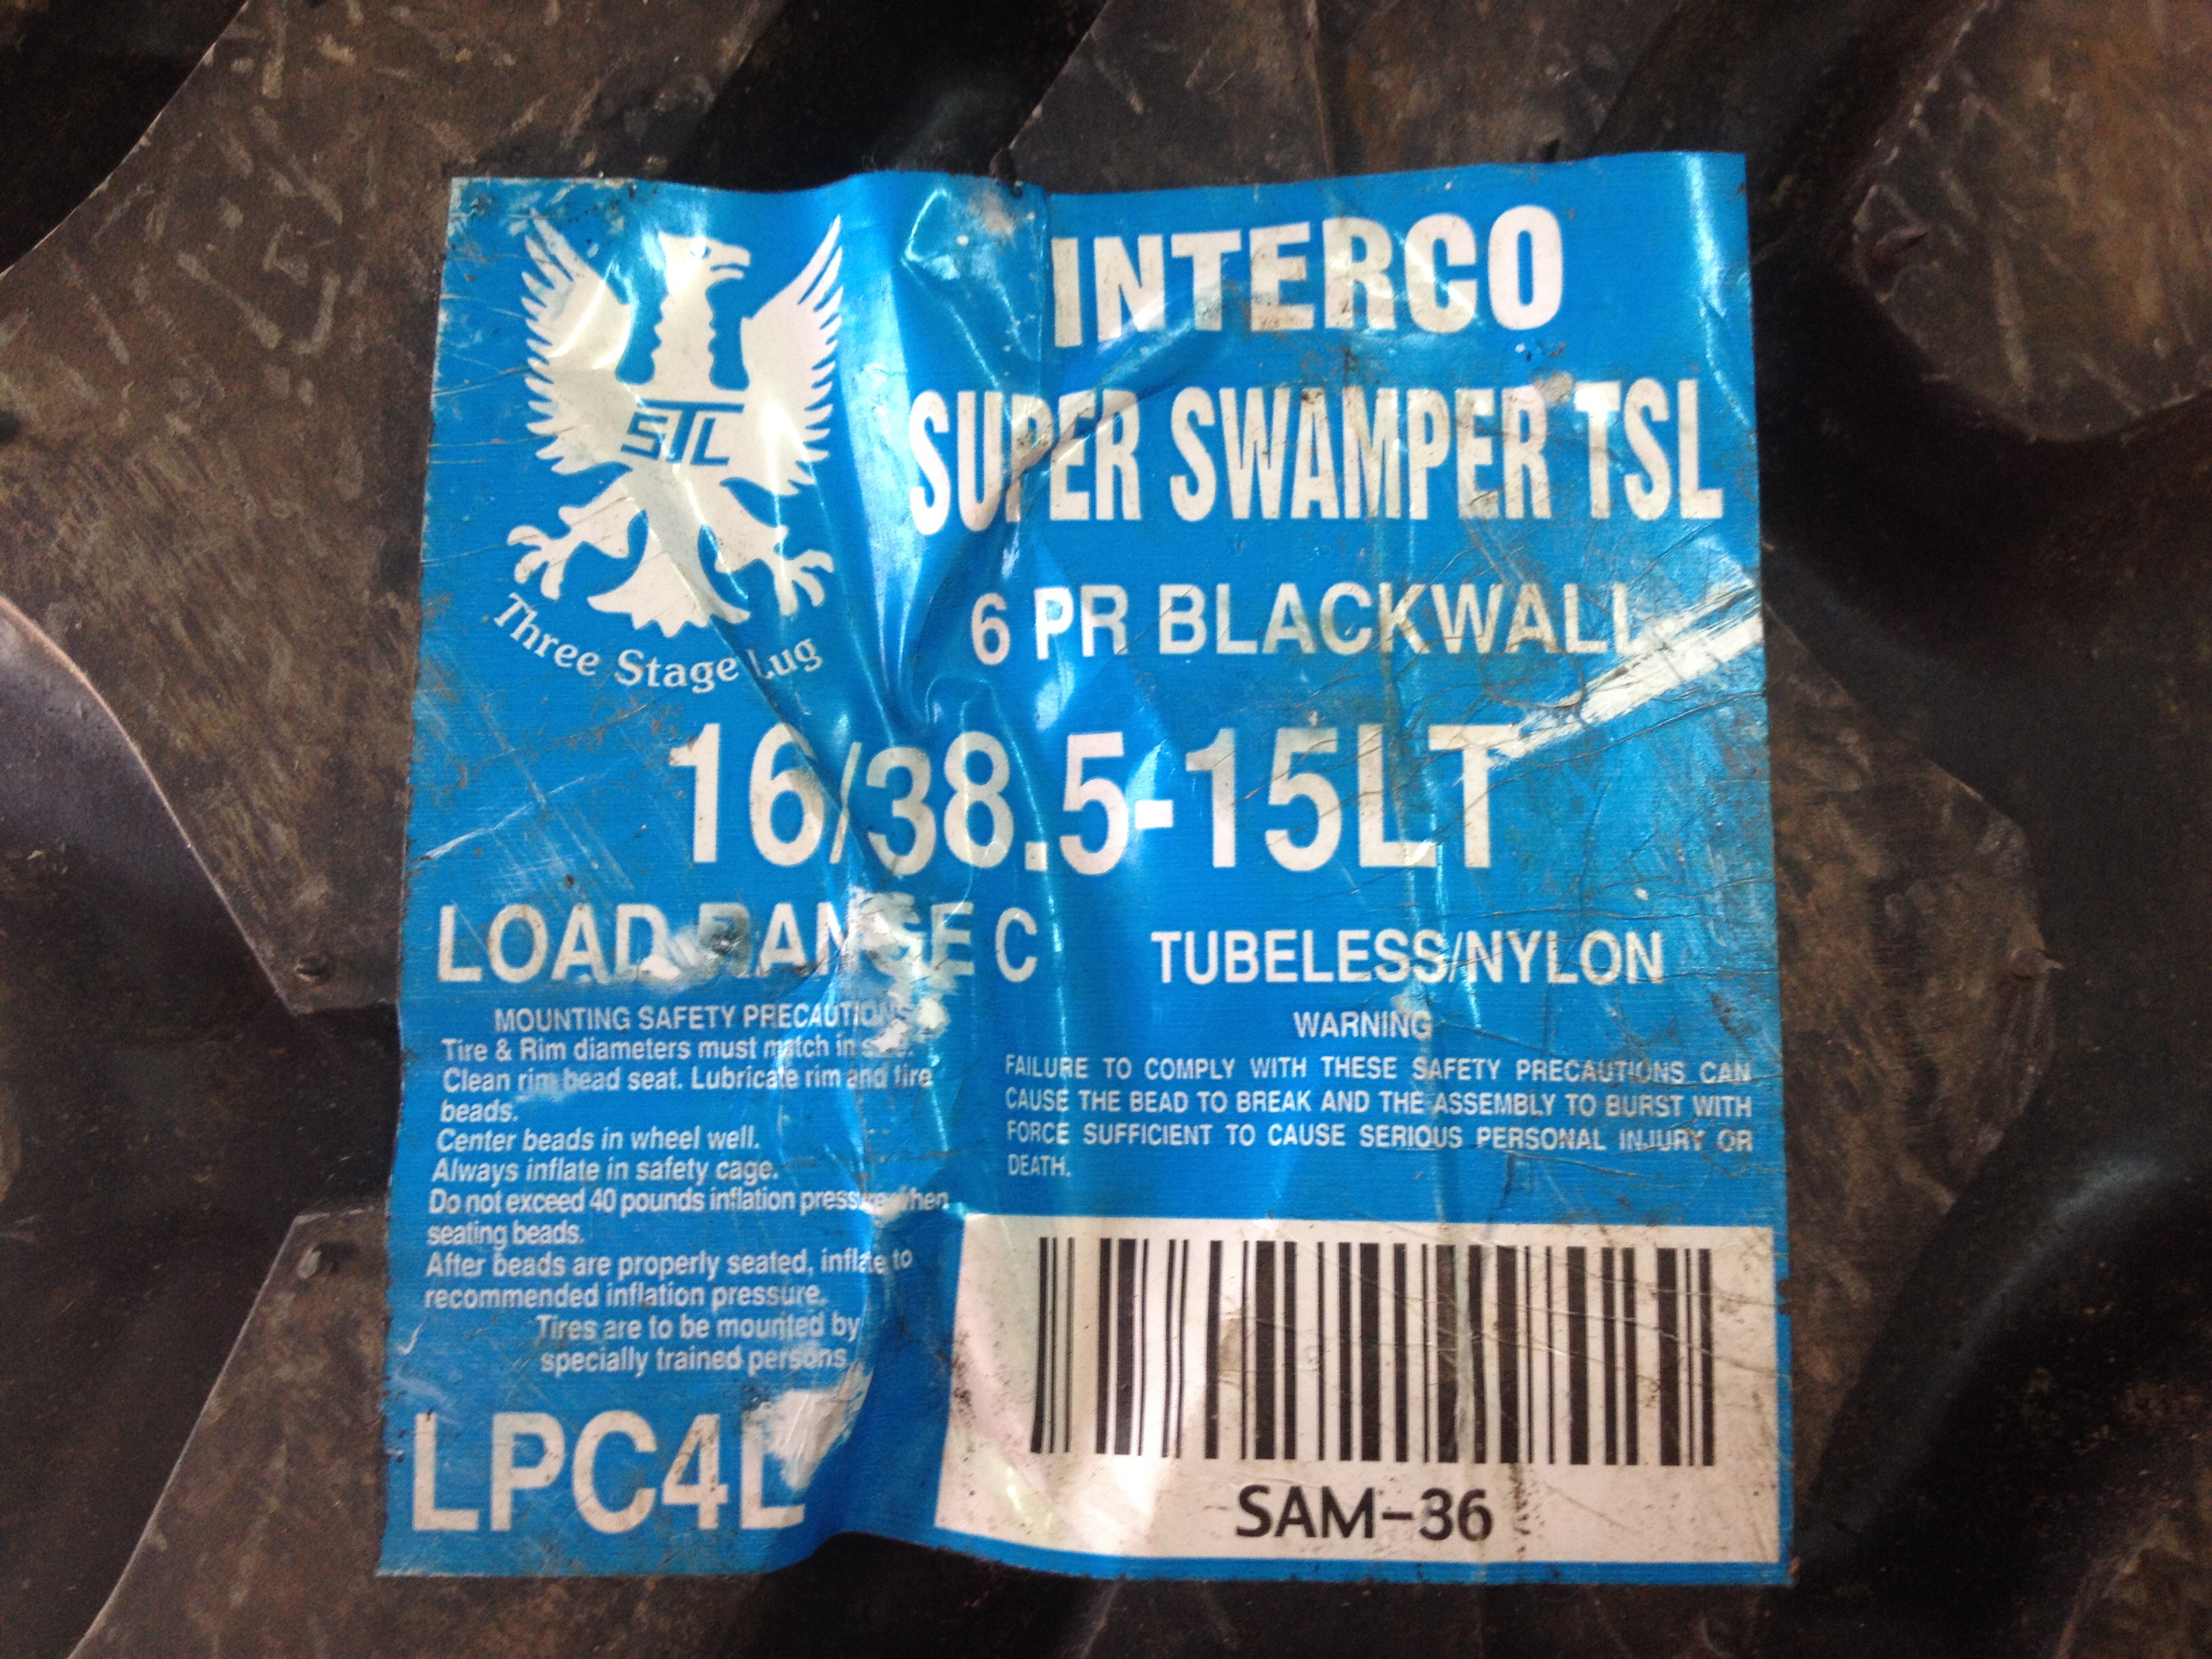 INTERCO
SUPER SWAMPER TSL
STL
Three Stage Lug
6 PR BLACKWALL
16/38.5-15LT
LOAD RANGE C
TUBELESS/NYLON
MOUNTING SAFETY PRECAUTIONS
Tire & Rim diameters must match in size.
Clean rim bead seat. Lubricate rim and tire
beads.
Center beads in wheel well.
Always inflate in safety cage.
Do not exceed 40 pounds inflation pressure when
seating beads.
After beads are properly seated, inflate to
recommended inflation pressure.
Tires are to be mounted by
specially trained persons
WARNING
FAILURE TO COMPLY WITH THESE SAFETY PRECAUTIONS CAN
CAUSE THE BEAD TO BREAK AND THE ASSEMBLY TO BURST WITH
FORCE SUFFICIENT TO CAUSE SERIOUS PERSONAL INJURY OR
DEATH.
LPC4L
SAM-36